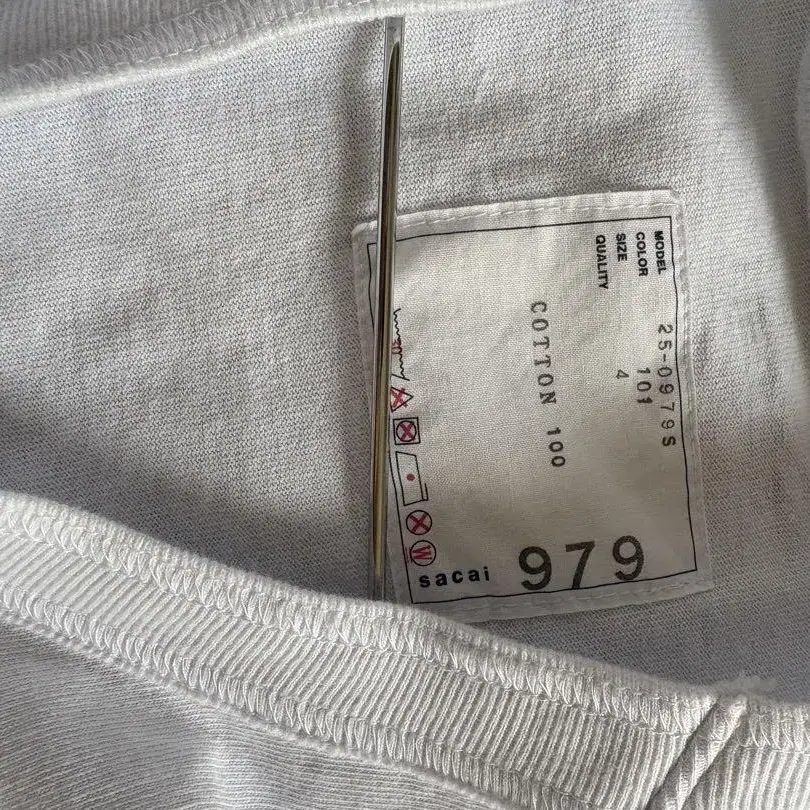 MODEL 25-0979S
COLOR 101
SIZE 4
QUALITY
COTTON 100
sacai 979
W